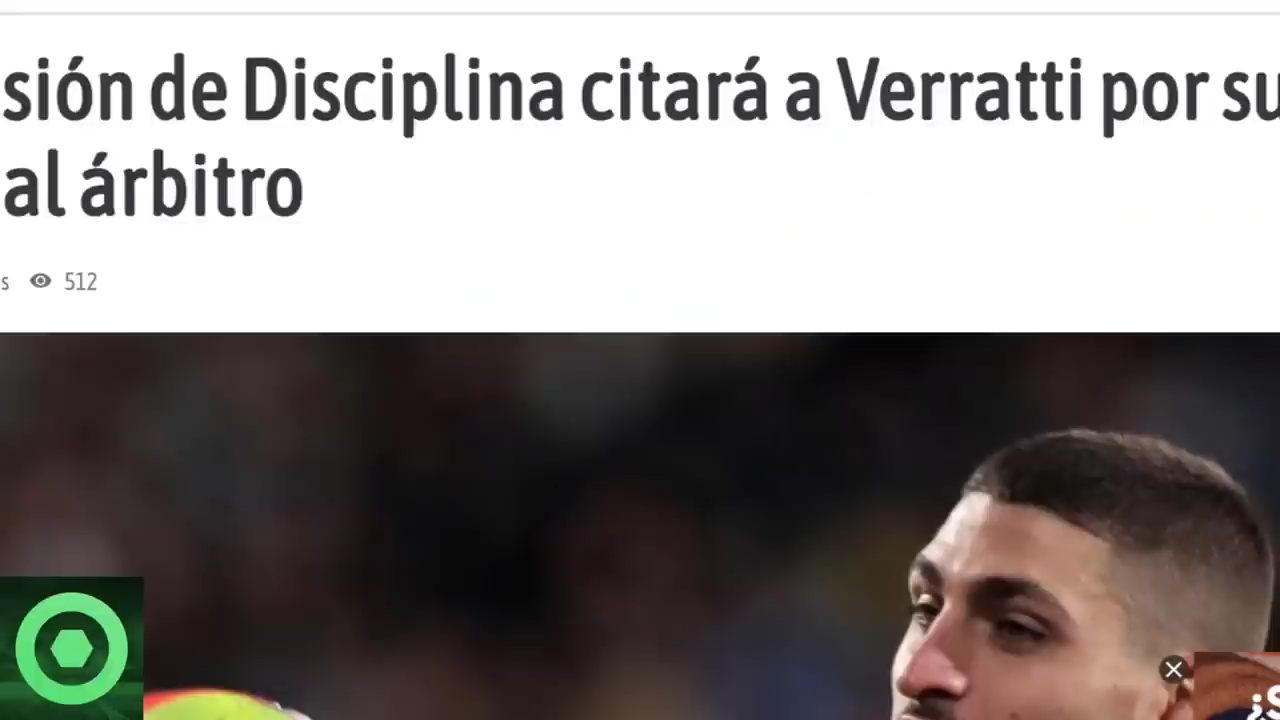 sión de Disciplina citará a Verratti por su
al árbitro
s 512
¿S